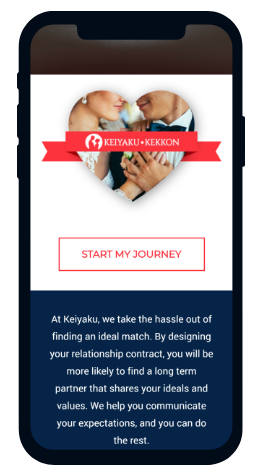 KEIYAKU•KEKKON
START MY JOURNEY
At Keiyaku, we take the hassle out of
finding an ideal match. By designing
your relationship contract, you will be
more likely to find a long term
partner that shares your ideals and
values. We help you communicate
your expectations, and you can do
the rest.